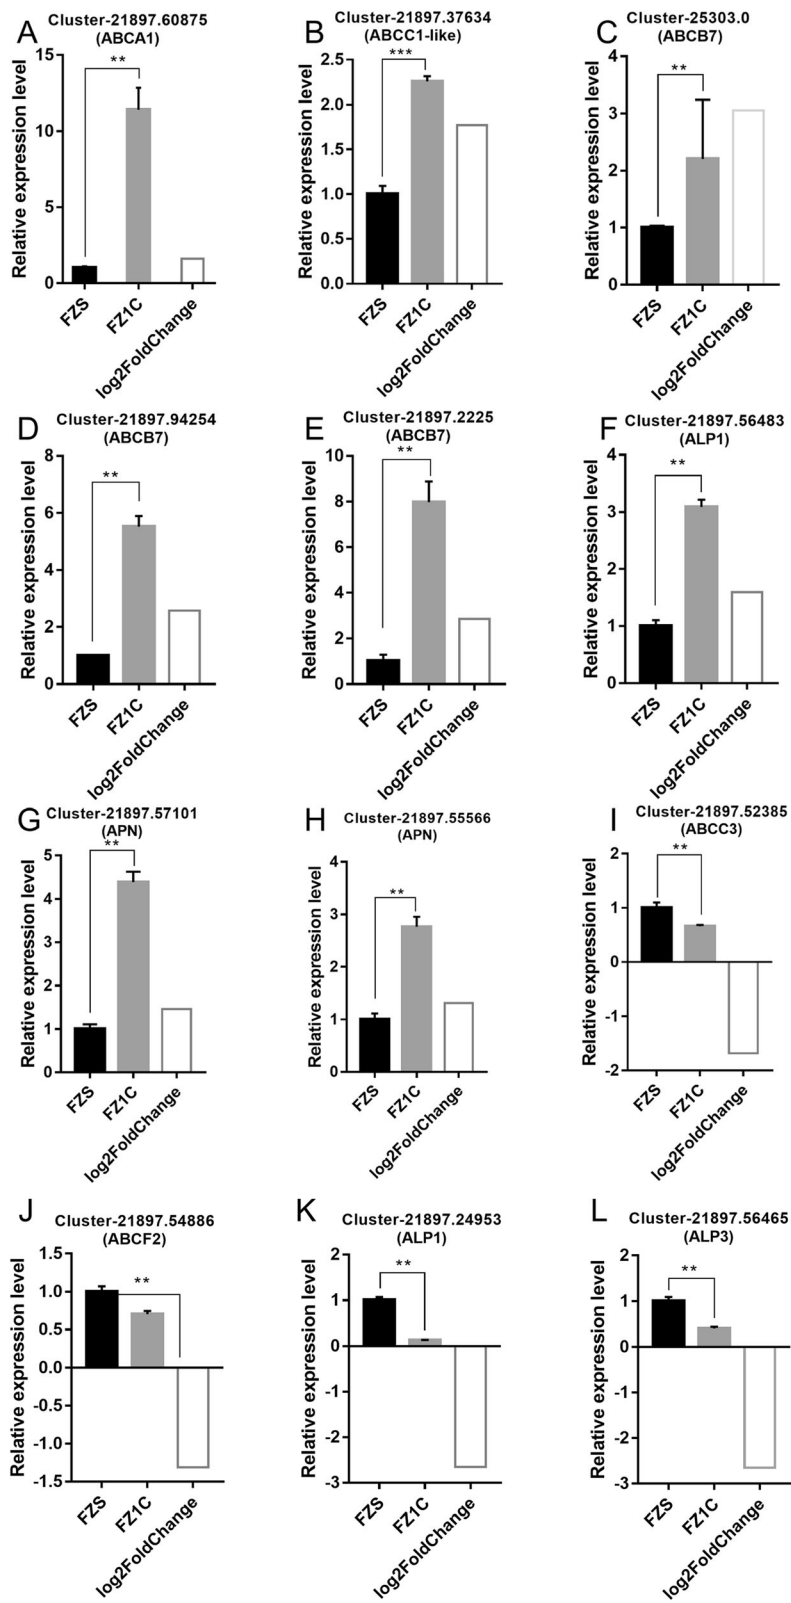 A
Cluster-21897.60875
(ABCA1)
Relative expression level
15
10
5
0
**
FZS
FZ1C
log2FoldChange
B
Cluster-21897.37634
(ABCC1-like)
Relative expression level
2.5
2.0
1.5
1.0
0.5
0.0
***
FZS
FZ1C
log2FoldChange
C
Cluster-25303.0
(ABCB7)
Relative expression level
4
3
2
1
0
**
FZS
FZ1C
log2FoldChange
D
Cluster-21897.94254
(ABCB7)
Relative expression level
8
6
4
2
0
**
FZS
FZ1C
log2FoldChange
E
Cluster-21897.2225
(ABCB7)
Relative expression level
10
8
6
4
2
0
**
FZS
FZ1C
log2FoldChange
F
Cluster-21897.56483
(ALP1)
Relative expression level
4
3
2
1
0
**
FZS
FZ1C
log2FoldChange
G
Cluster-21897.57101
(APN)
Relative expression level
5
4
3
2
1
0
**
FZS
FZ1C
log2FoldChange
H
Cluster-21897.55566
(APN)
Relative expression level
4
3
2
1
0
**
FZS
FZ1C
log2FoldChange
I
Cluster-21897.52385
(ABCC3)
Relative expression level
2
1
0
-1
-2
**
FZS
FZ1C
log2FoldChange
J
Cluster-21897.54886
(ABCF2)
Relative expression level
1.5
1.0
0.5
0.0
-0.5
-1.0
-1.5
**
FZS
FZ1C
log2FoldChange
K
Cluster-21897.24953
(ALP1)
Relative expression level
2
1
0
-1
-2
-3
**
FZS
FZ1C
log2FoldChange
L
Cluster-21897.56465
(ALP3)
Relative expression level
2
1
0
-1
-2
-3
**
FZS
FZ1C
log2FoldChange